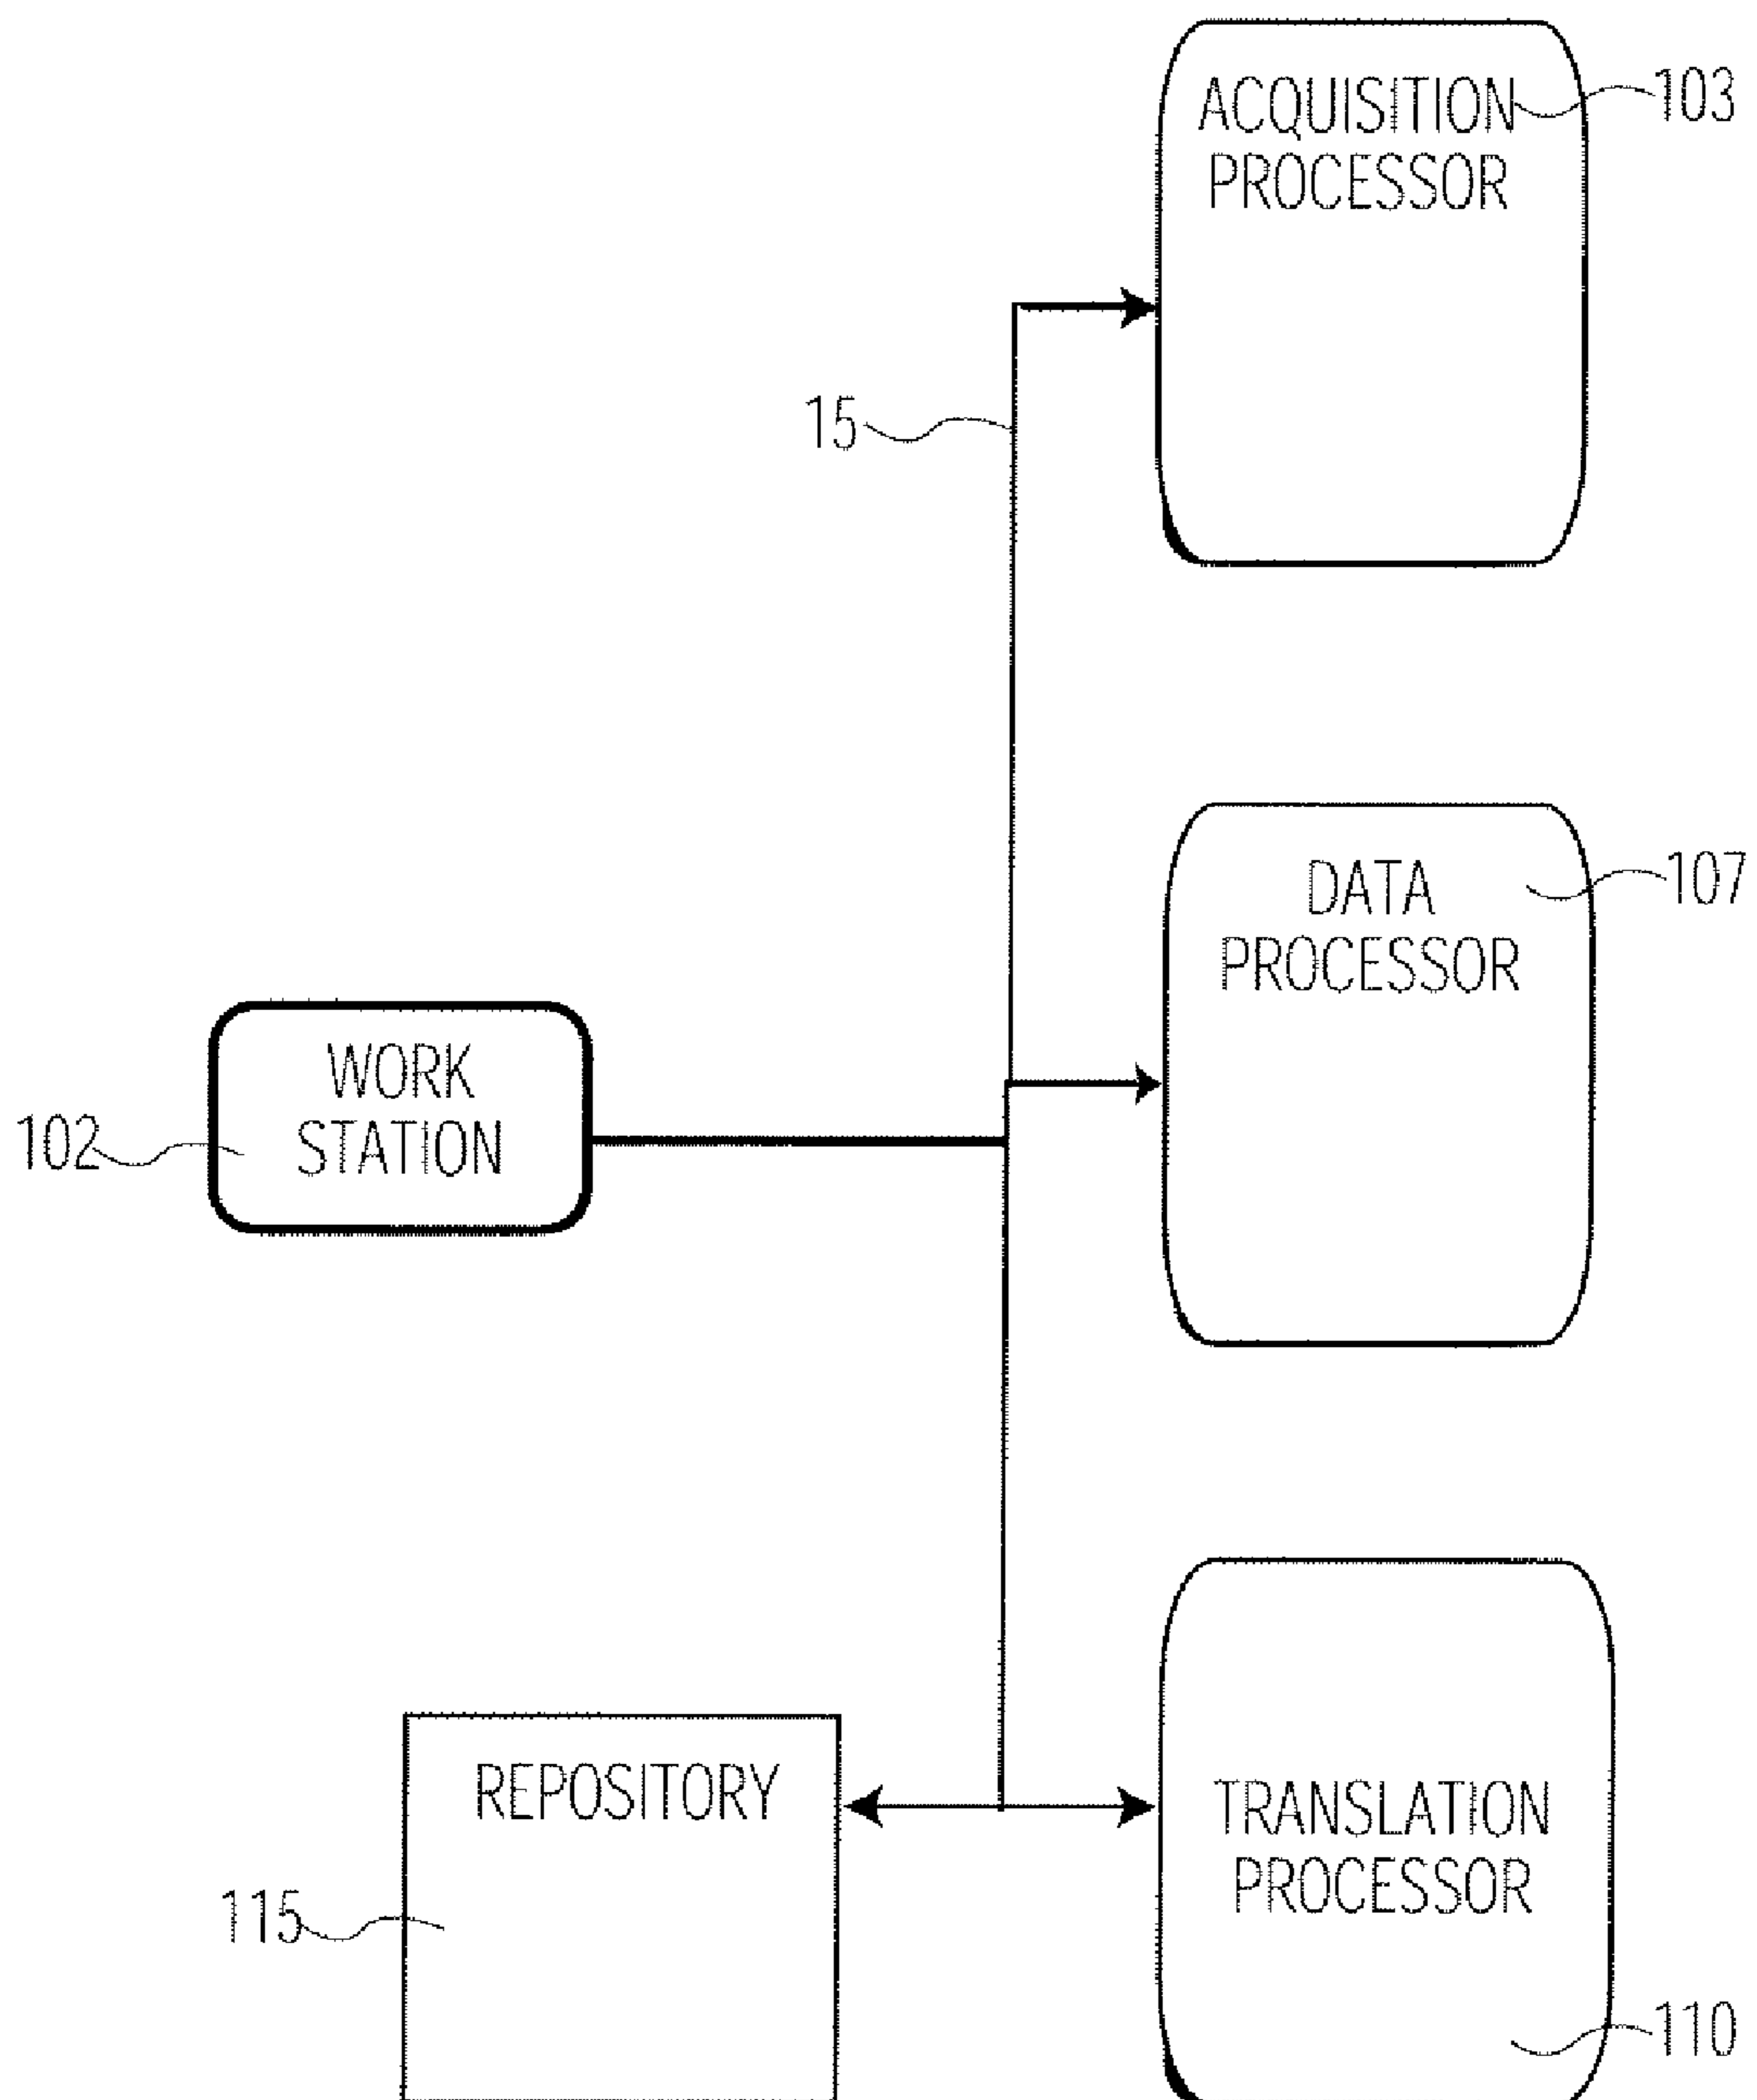 ACQUISITION
PROCESSOR
103
15
DATA
PROCESSOR
107
WORK
STATION
102
REPOSITORY
115
TRANSLATION
PROCESSOR
110